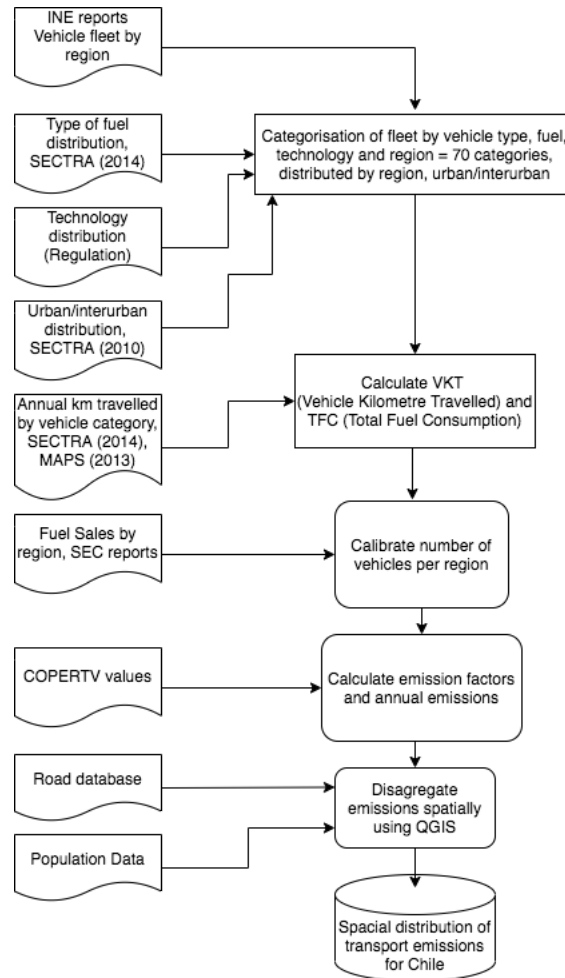 INE reports
Vehicle fleet by
region
Type of fuel
distribution,
SECTRA (2014)
Categorisation of fleet by vehicle type, fuel,
technology and region = 70 categories,
distributed by region, urban/interurban
Technology
distribution
(Regulation)
Urban/interurban
distribution,
SECTRA (2010)
Annual km travelled
by vehicle category,
SECTRA (2014),
MAPS (2013)
Calculate VKT
(Vehicle Kilometre Travelled) and
TFC (Total Fuel Consumption)
Fuel Sales by
region, SEC reports
Calibrate number of
vehicles per region
COPERTV values
Calculate emission factors
and annual emissions
Road database
Disagregate
emissions spatially
using QGIS
Population Data
Spacial distribution of
transport emissions
for Chile